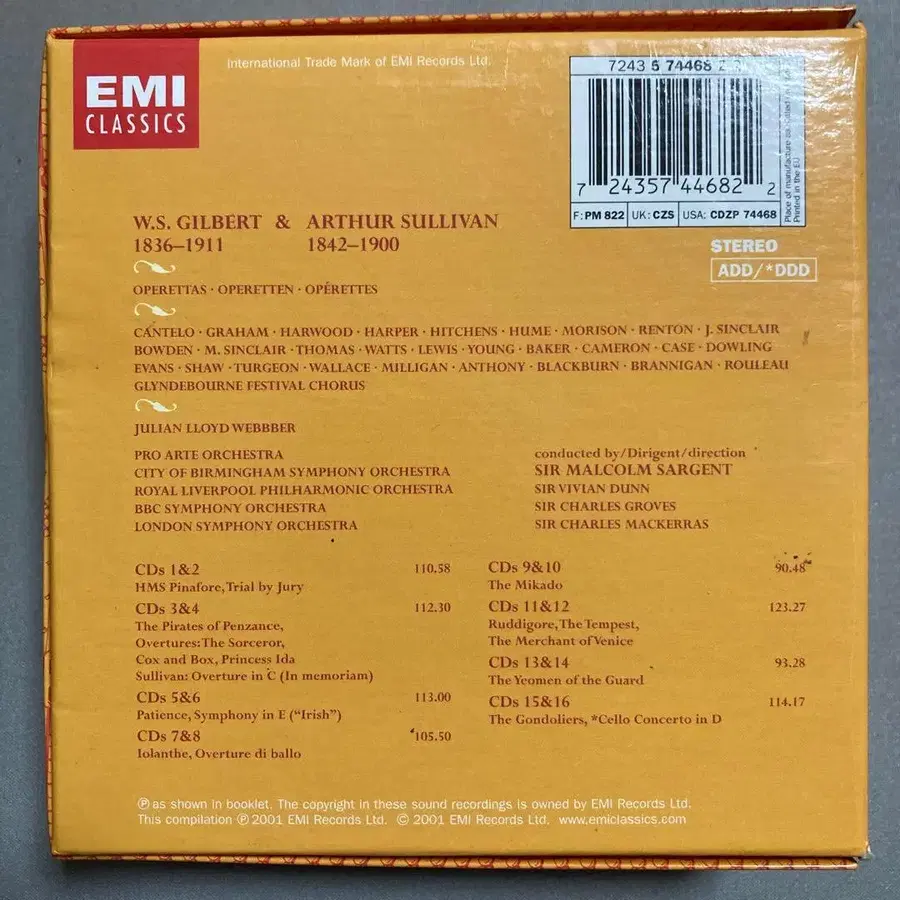 EMI
CLASSICS
International Trade Mark of EMI Records Ltd.
7243 5 74468 2
7 24357 44682 2
F: PM 822 UK: CZS USA: CDZP 74468
Place of manufacture as stated on
Printed in the EU
W.S. GILBERT & ARTHUR SULLIVAN
1836–1911 1842–1900
STEREO
ADD/*DDD
OPERETTAS · OPERETTEN · OPÉRETTES
CANTELO · GRAHAM · HARWOOD · HARPER · HITCHENS · HUME · MORISON · RENTON · J. SINCLAIR
BOWDEN · M. SINCLAIR · THOMAS · WATTS · LEWIS · YOUNG · BAKER · CAMERON · CASE · DOWLING
EVANS · SHAW · TURGEON · WALLACE · MILLIGAN · ANTHONY · BLACKBURN · BRANNIGAN · ROULEAU
GLYNDEBOURNE FESTIVAL CHORUS
JULIAN LLOYD WEBBBER
PRO ARTE ORCHESTRA
CITY OF BIRMINGHAM SYMPHONY ORCHESTRA
ROYAL LIVERPOOL PHILHARMONIC ORCHESTRA
BBC SYMPHONY ORCHESTRA
LONDON SYMPHONY ORCHESTRA
conducted by/Dirigent/direction
SIR MALCOLM SARGENT
SIR VIVIAN DUNN
SIR CHARLES GROVES
SIR CHARLES MACKERRAS
CDs 1&2 110.58
HMS Pinafore, Trial by Jury
CDs 3&4 112.30
The Pirates of Penzance,
Overtures: The Sorceror,
Cox and Box, Princess Ida
Sullivan: Overture in C (In memoriam)
CDs 5&6 113.00
Patience, Symphony in E (“Irish”)
CDs 7&8 105.50
Iolanthe, Overture di ballo
CDs 9&10 90.48
The Mikado
CDs 11&12 123.27
Ruddigore, The Tempest,
The Merchant of Venice
CDs 13&14 93.28
The Yeomen of the Guard
CDs 15&16 114.17
The Gondoliers, *Cello Concerto in D
℗ as shown in booklet. The copyright in these sound recordings is owned by EMI Records Ltd.
This compilation ℗ 2001 EMI Records Ltd. © 2001 EMI Records Ltd. www.emiclassics.com